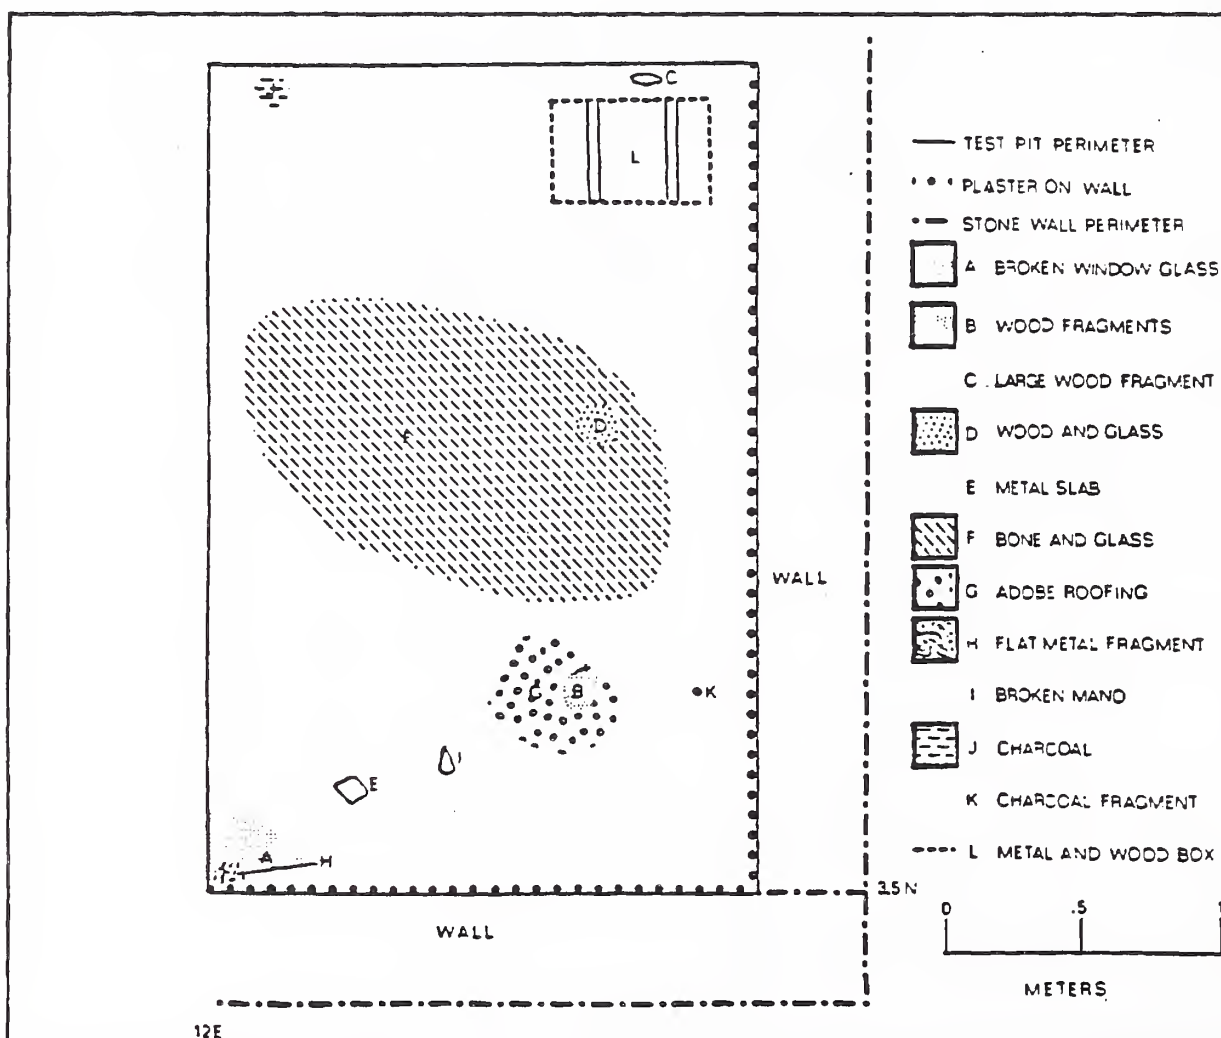 C
J
L
F
D
WALL
G
B
K
I
E
A
H
3.5 N
WALL
12E
TEST PIT PERIMETER
PLASTER ON WALL
STONE WALL PERIMETER
A BROKEN WINDOW GLASS
B WOOD FRAGMENTS
C . LARGE WOOD FRAGMENT
D WOOD AND GLASS
E METAL SLAB
F BONE AND GLASS
G ADOBE ROOFING
H FLAT METAL FRAGMENT
I BROKEN MANO
J CHARCOAL
K CHARCOAL FRAGMENT
L METAL AND WOOD BOX
0 .5 1
METERS